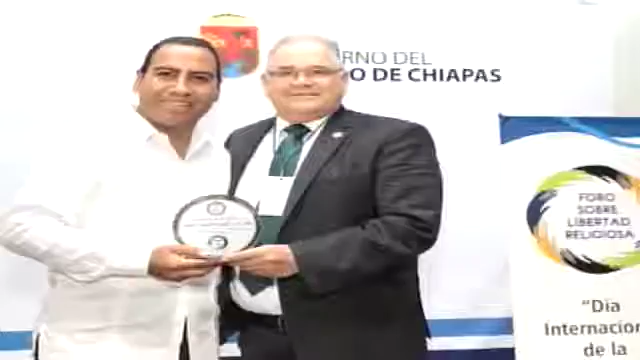 RNO DEL
O DE CHIAPAS
FORO
SOBRE
LIBERTAD
RELIGIOSA
"Día
Internacion
de la